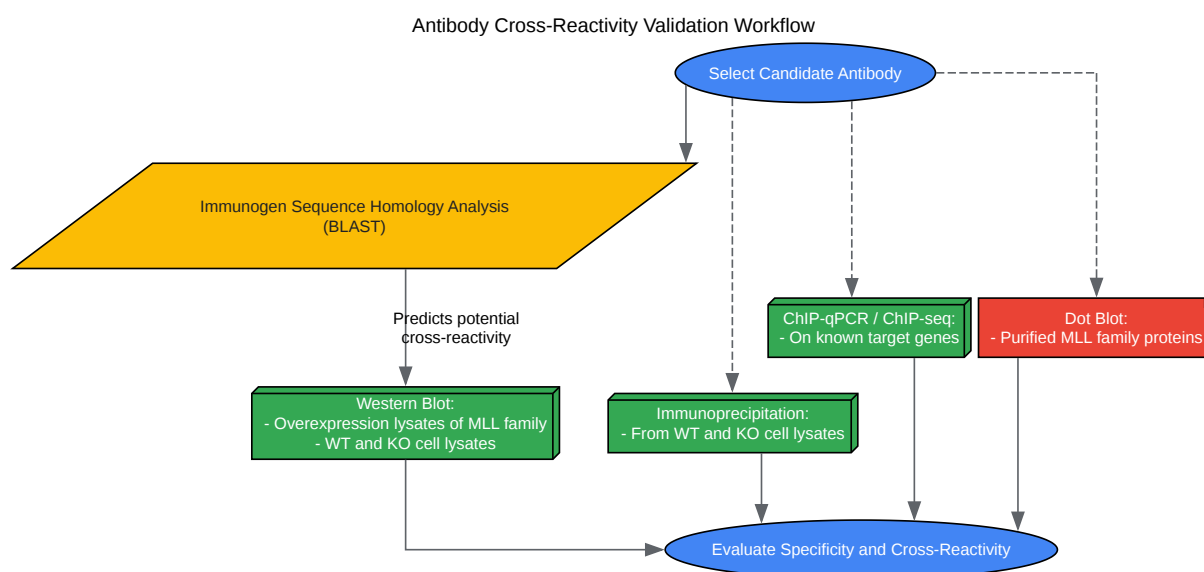 Antibody Cross-Reactivity Validation Workflow
Select Candidate Antibody
Immunogen Sequence Homology Analysis
(BLAST)
Predicts potential
cross-reactivity
ChIP-qPCR / ChIP-seq:
- On known target genes
Dot Blot:
- Purified MLL family proteins
Western Blot:
- Overexpression lysates of MLL family
- WT and KO cell lysates
Immunoprecipitation:
- From WT and KO cell lysates
Evaluate Specificity and Cross-Reactivity